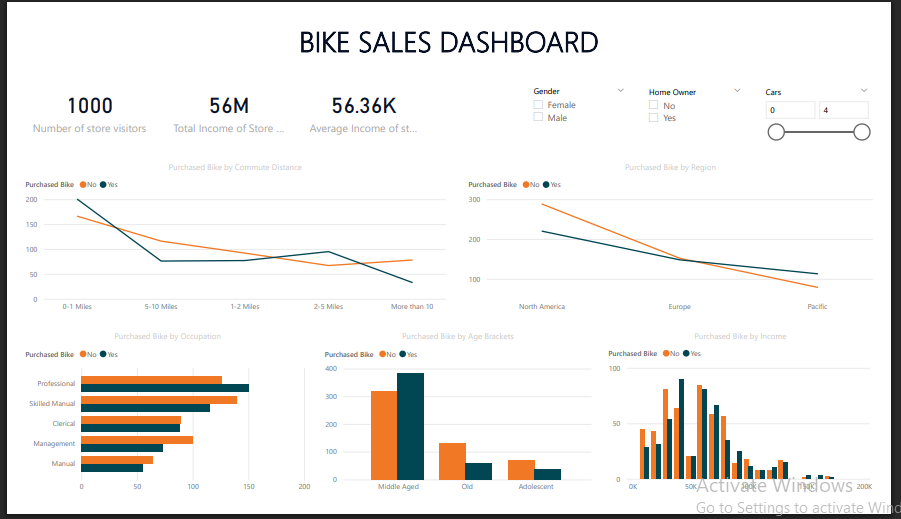 BIKE SALES DASHBOARD
1000
Number of store visitors
56M
Total Income of Store ...
56.36K
Average Income of st...
Gender
Female
Male
Home Owner
No
Yes
Cars
0 4
Purchased Bike by Commute Distance
Purchased Bike No Yes
200
150
100
50
0
0-1 Miles 5-10 Miles 1-2 Miles 2-5 Miles More than 10
Purchased Bike by Region
Purchased Bike No Yes
300
200
100
North America Europe Pacific
Purchased Bike by Occupation
Purchased Bike No Yes
Professional
Skilled Manual
Clerical
Management
Manual
0 50 100 150 200
Purchased Bike by Age Brackets
Purchased Bike No Yes
400
300
200
100
0
Middle Aged Old Adolescent
Purchased Bike by Income
Purchased Bike No Yes
100
50
0
0K 50K 100K 150K 200K
Activate Windows
Go to Settings to activate Wind